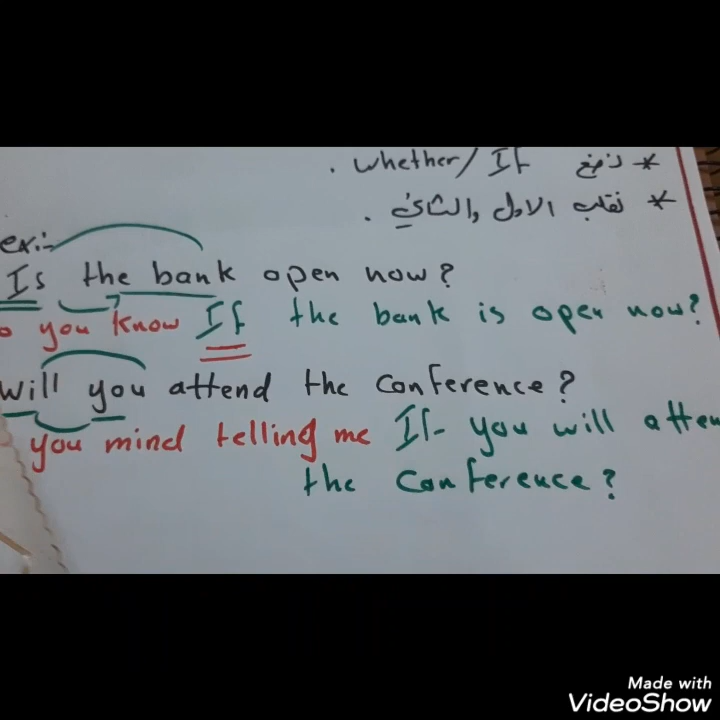 * نضع whether/ If .
* نقلب الاول والثاني .
ex:-
Is the bank open now?
o you know If the bank is open now?
will you attend the conference?
you mind telling me If you will atten
the conference?
Made with
VideoShow